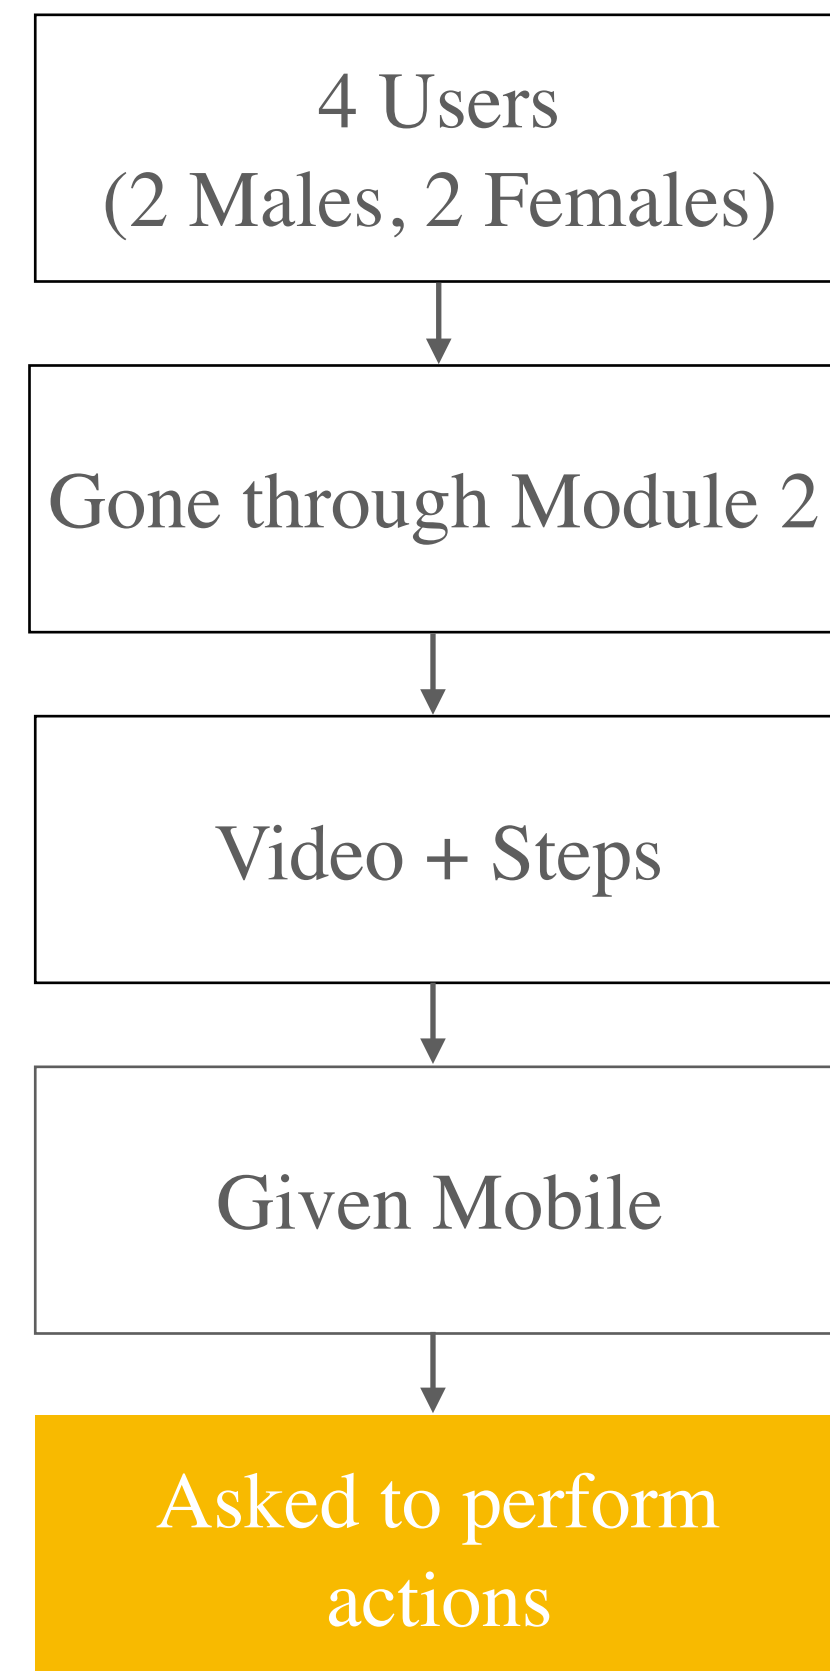 4 Users
(2 Males, 2 Females)
Gone through Module 2
Video + Steps
Given Mobile
Asked to perform
actions